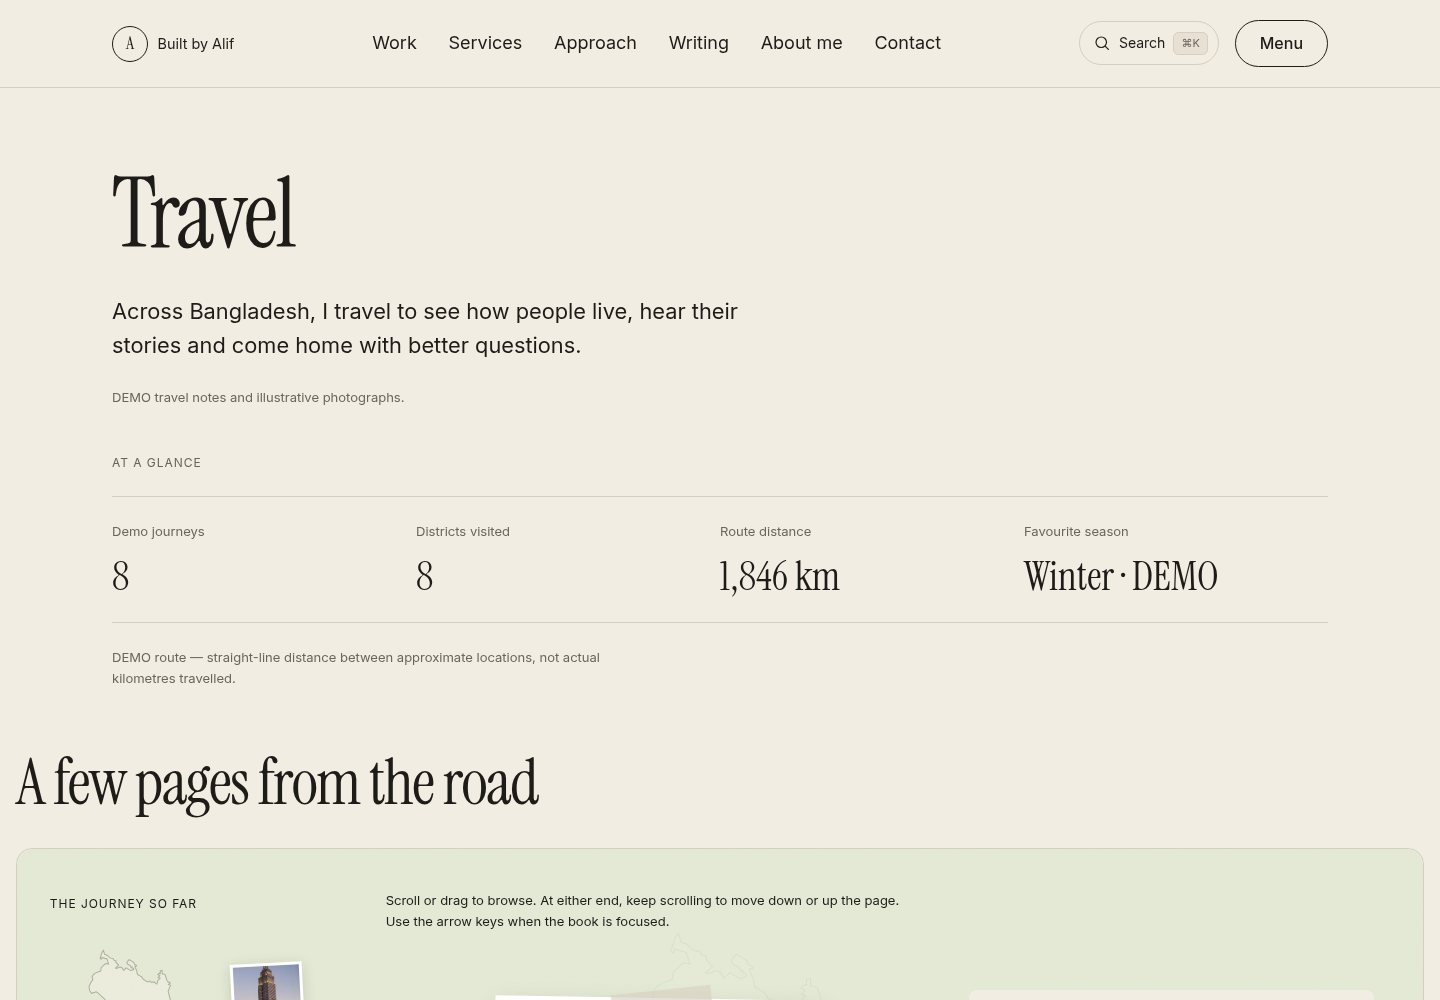 A Built by Alif
Work Services Approach Writing About me Contact
Search ⌘K
Menu
Travel
Across Bangladesh, I travel to see how people live, hear their
stories and come home with better questions.
DEMO travel notes and illustrative photographs.
AT A GLANCE
Demo journeys
8
Districts visited
8
Route distance
1,846 km
Favourite season
Winter · DEMO
DEMO route — straight-line distance between approximate locations, not actual
kilometres travelled.
A few pages from the road
THE JOURNEY SO FAR
Scroll or drag to browse. At either end, keep scrolling to move down or up the page.
Use the arrow keys when the book is focused.